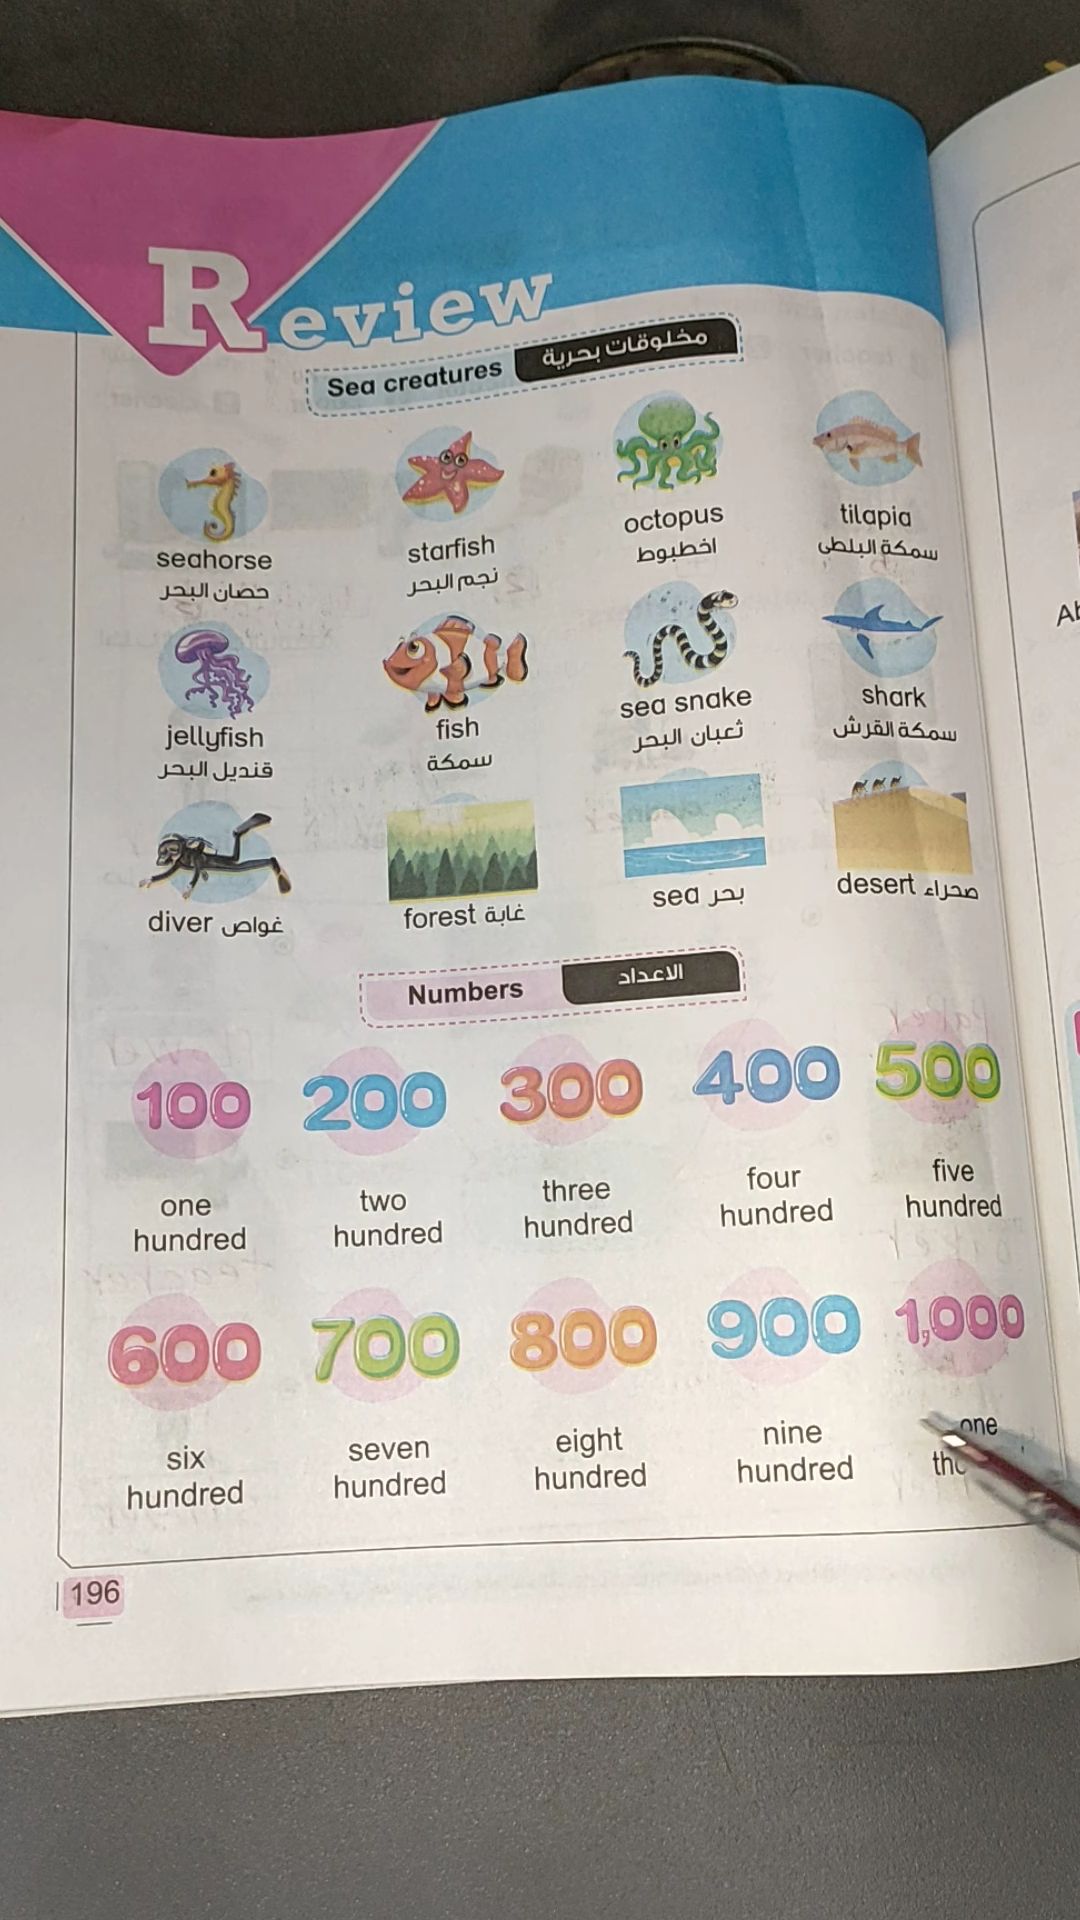 Review
Sea creatures مخلوقات بحرية
seahorse starfish octopus tilapia
حصان البحر نجم البحر اخطبوط سمكة البلطى
jellyfish fish sea snake shark
قنديل البحر سمكة ثعبان البحر سمكة القرش
diver غواص forest غابة sea بحر desert صحراء
Numbers الاعداد
100 200 300 400 500
one two three four five
hundred hundred hundred hundred hundred
600 700 800 900 1,000
six seven eight nine one
hundred hundred hundred hundred
196